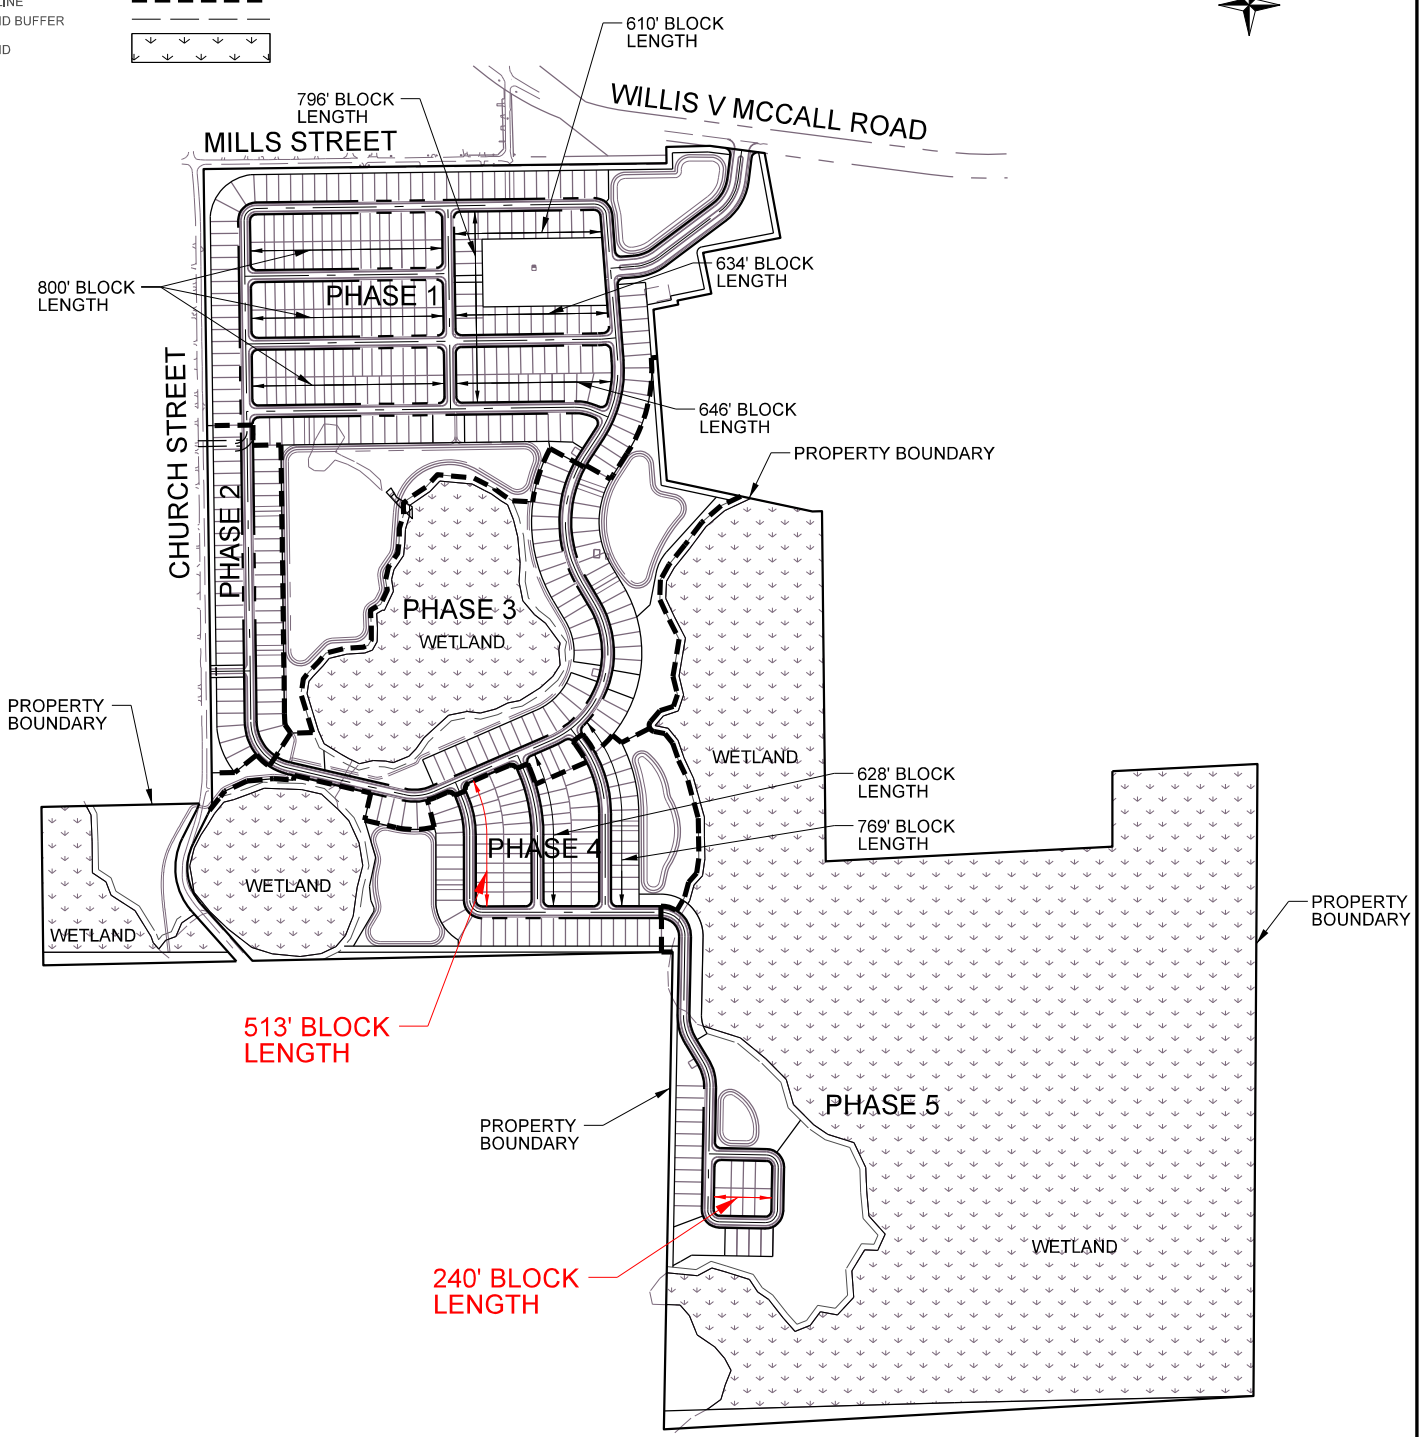 BUFFER
610' BLOCK
LENGTH
796' BLOCK
LENGTH
WILLIS V MCCALL ROAD
MILLS STREET
634' BLOCK
LENGTH
800' BLOCK
LENGTH
PHASE 1
CHURCH STREET
646' BLOCK
LENGTH
PROPERTY BOUNDARY
PHASE 2
PHASE 3
WETLAND
PROPERTY
BOUNDARY
WETLAND
628' BLOCK
LENGTH
769' BLOCK
LENGTH
PHASE 4
WETLAND
WETLAND
PROPERTY
BOUNDARY
513' BLOCK
LENGTH
PHASE 5
PROPERTY
BOUNDARY
WETLAND
240' BLOCK
LENGTH